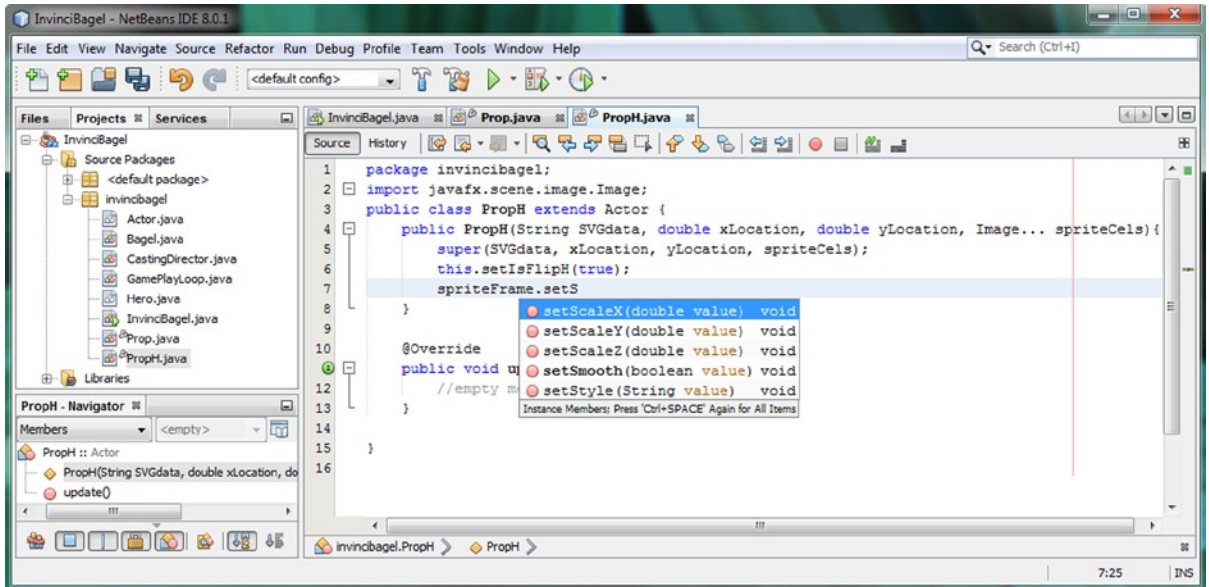 InvinciBagel - NetBeans IDE 8.0.1
File Edit View Navigate Source Refactor Run Debug Profile Team Tools Window Help
Search (Ctrl+I)
<default config>
Files Projects Services
InvinciBagel.java Prop.java PropH.java
Source History
InvinciBagel
Source Packages
<default package>
invincibagel
Actor.java
Bagel.java
CastingDirector.java
GamePlayLoop.java
Hero.java
InvinciBagel.java
Prop.java
PropH.java
Libraries
PropH - Navigator
Members <empty>
PropH :: Actor
PropH(String SVGdata, double xLocation, do
update()
1 package invincibagel;
2 import javafx.scene.image.Image;
3 public class PropH extends Actor {
4 public PropH(String SVGdata, double xLocation, double yLocation, Image... spriteCels){
5 super(SVGdata, xLocation, yLocation, spriteCels);
6 this.setIsFlipH(true);
7 spriteFrame.setS
8 }
9
10 @Override
public void up
12 //empty m
13 }
14
15 }
16
setScaleX(double value) void
setScaleY(double value) void
setScaleZ(double value) void
setSmooth(boolean value) void
setStyle(String value) void
Instance Members; Press 'Ctrl+SPACE' Again for All Items
invincibagel.PropH PropH
7:25 INS